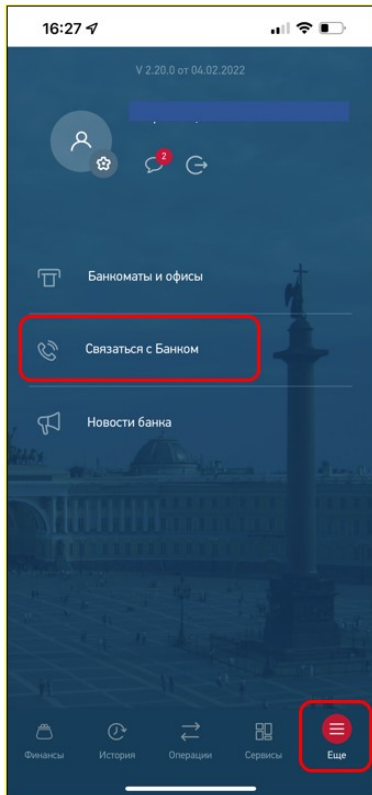 16:27
V 2.20.0 от 04.02.2022
2
Банкоматы и офисы
Связаться с Банком
Новости банка
Финансы
История
Операции
Сервисы
Еще